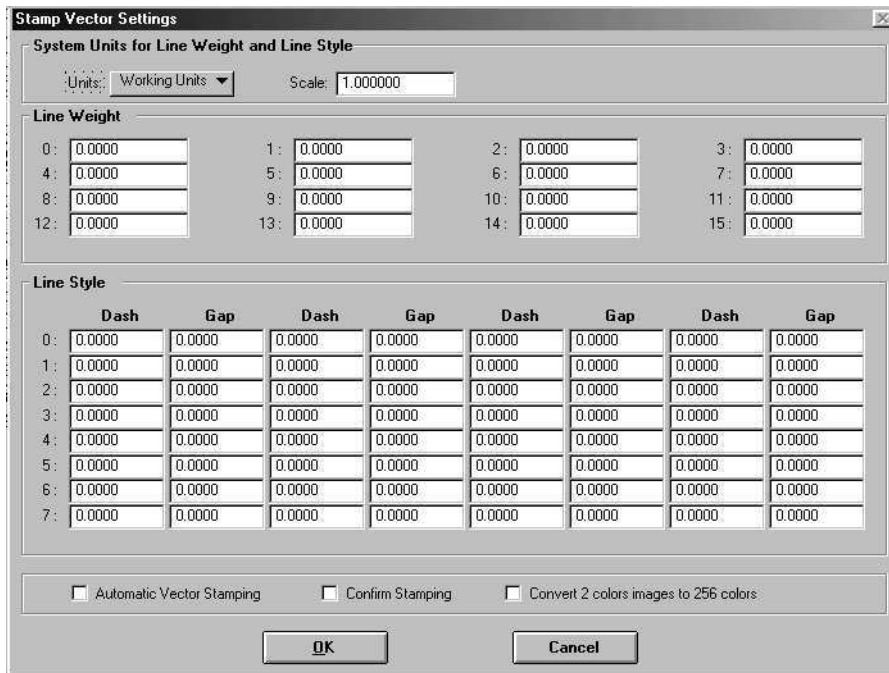 Stamp Vector Settings
System Units for Line Weight and Line Style
Units: Working Units Scale: 1.000000
Line Weight
0: 0.0000 1: 0.0000 2: 0.0000 3: 0.0000
4: 0.0000 5: 0.0000 6: 0.0000 7: 0.0000
8: 0.0000 9: 0.0000 10: 0.0000 11: 0.0000
12: 0.0000 13: 0.0000 14: 0.0000 15: 0.0000
Line Style
Dash Gap Dash Gap Dash Gap Dash Gap
0: 0.0000 0.0000 0.0000 0.0000 0.0000 0.0000 0.0000 0.0000
1: 0.0000 0.0000 0.0000 0.0000 0.0000 0.0000 0.0000 0.0000
2: 0.0000 0.0000 0.0000 0.0000 0.0000 0.0000 0.0000 0.0000
3: 0.0000 0.0000 0.0000 0.0000 0.0000 0.0000 0.0000 0.0000
4: 0.0000 0.0000 0.0000 0.0000 0.0000 0.0000 0.0000 0.0000
5: 0.0000 0.0000 0.0000 0.0000 0.0000 0.0000 0.0000 0.0000
6: 0.0000 0.0000 0.0000 0.0000 0.0000 0.0000 0.0000 0.0000
7: 0.0000 0.0000 0.0000 0.0000 0.0000 0.0000 0.0000 0.0000
Automatic Vector Stamping Confirm Stamping Convert 2 colors images to 256 colors
OK Cancel